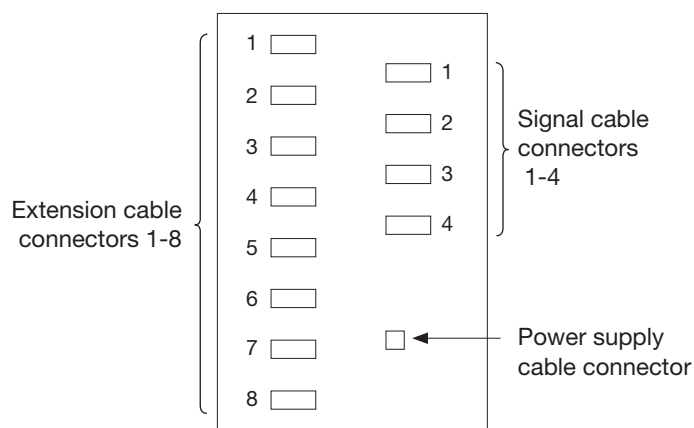 1
2
3
4
5
6
7
8
Extension cable
connectors 1-8
1
2
3
4
Signal cable
connectors
1-4
Power supply
cable connector